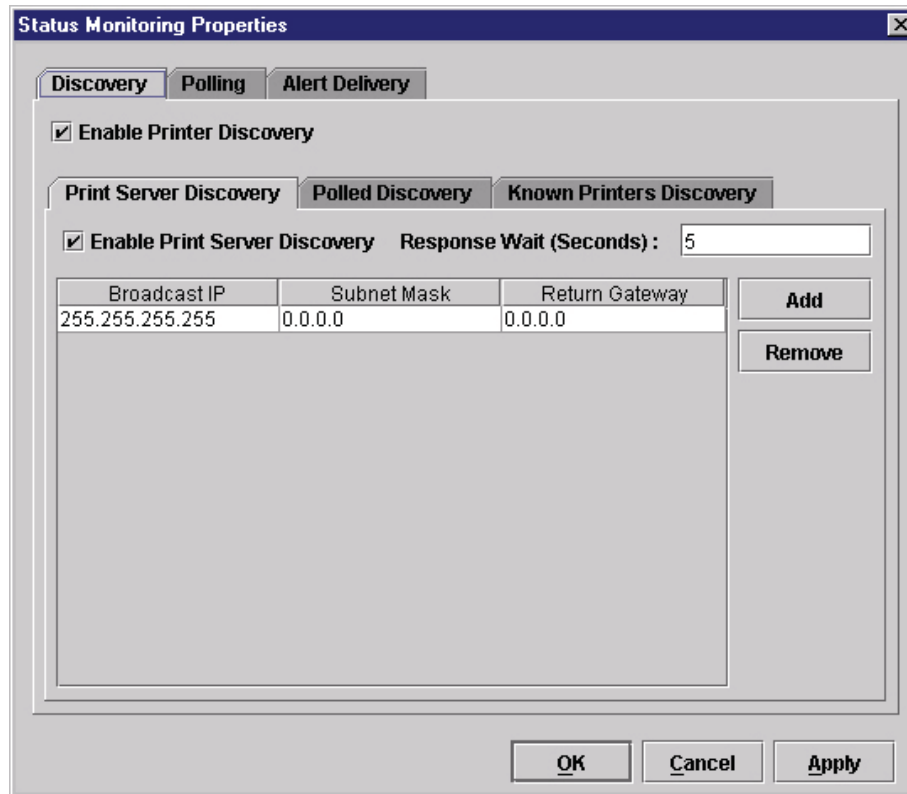 Status Monitoring Properties
Discovery Polling Alert Delivery
Enable Printer Discovery
Print Server Discovery Polled Discovery Known Printers Discovery
Enable Print Server Discovery Response Wait (Seconds) : 5
Broadcast IP Subnet Mask Return Gateway Add
255.255.255.255 0.0.0.0 0.0.0.0
Remove
OK Cancel Apply